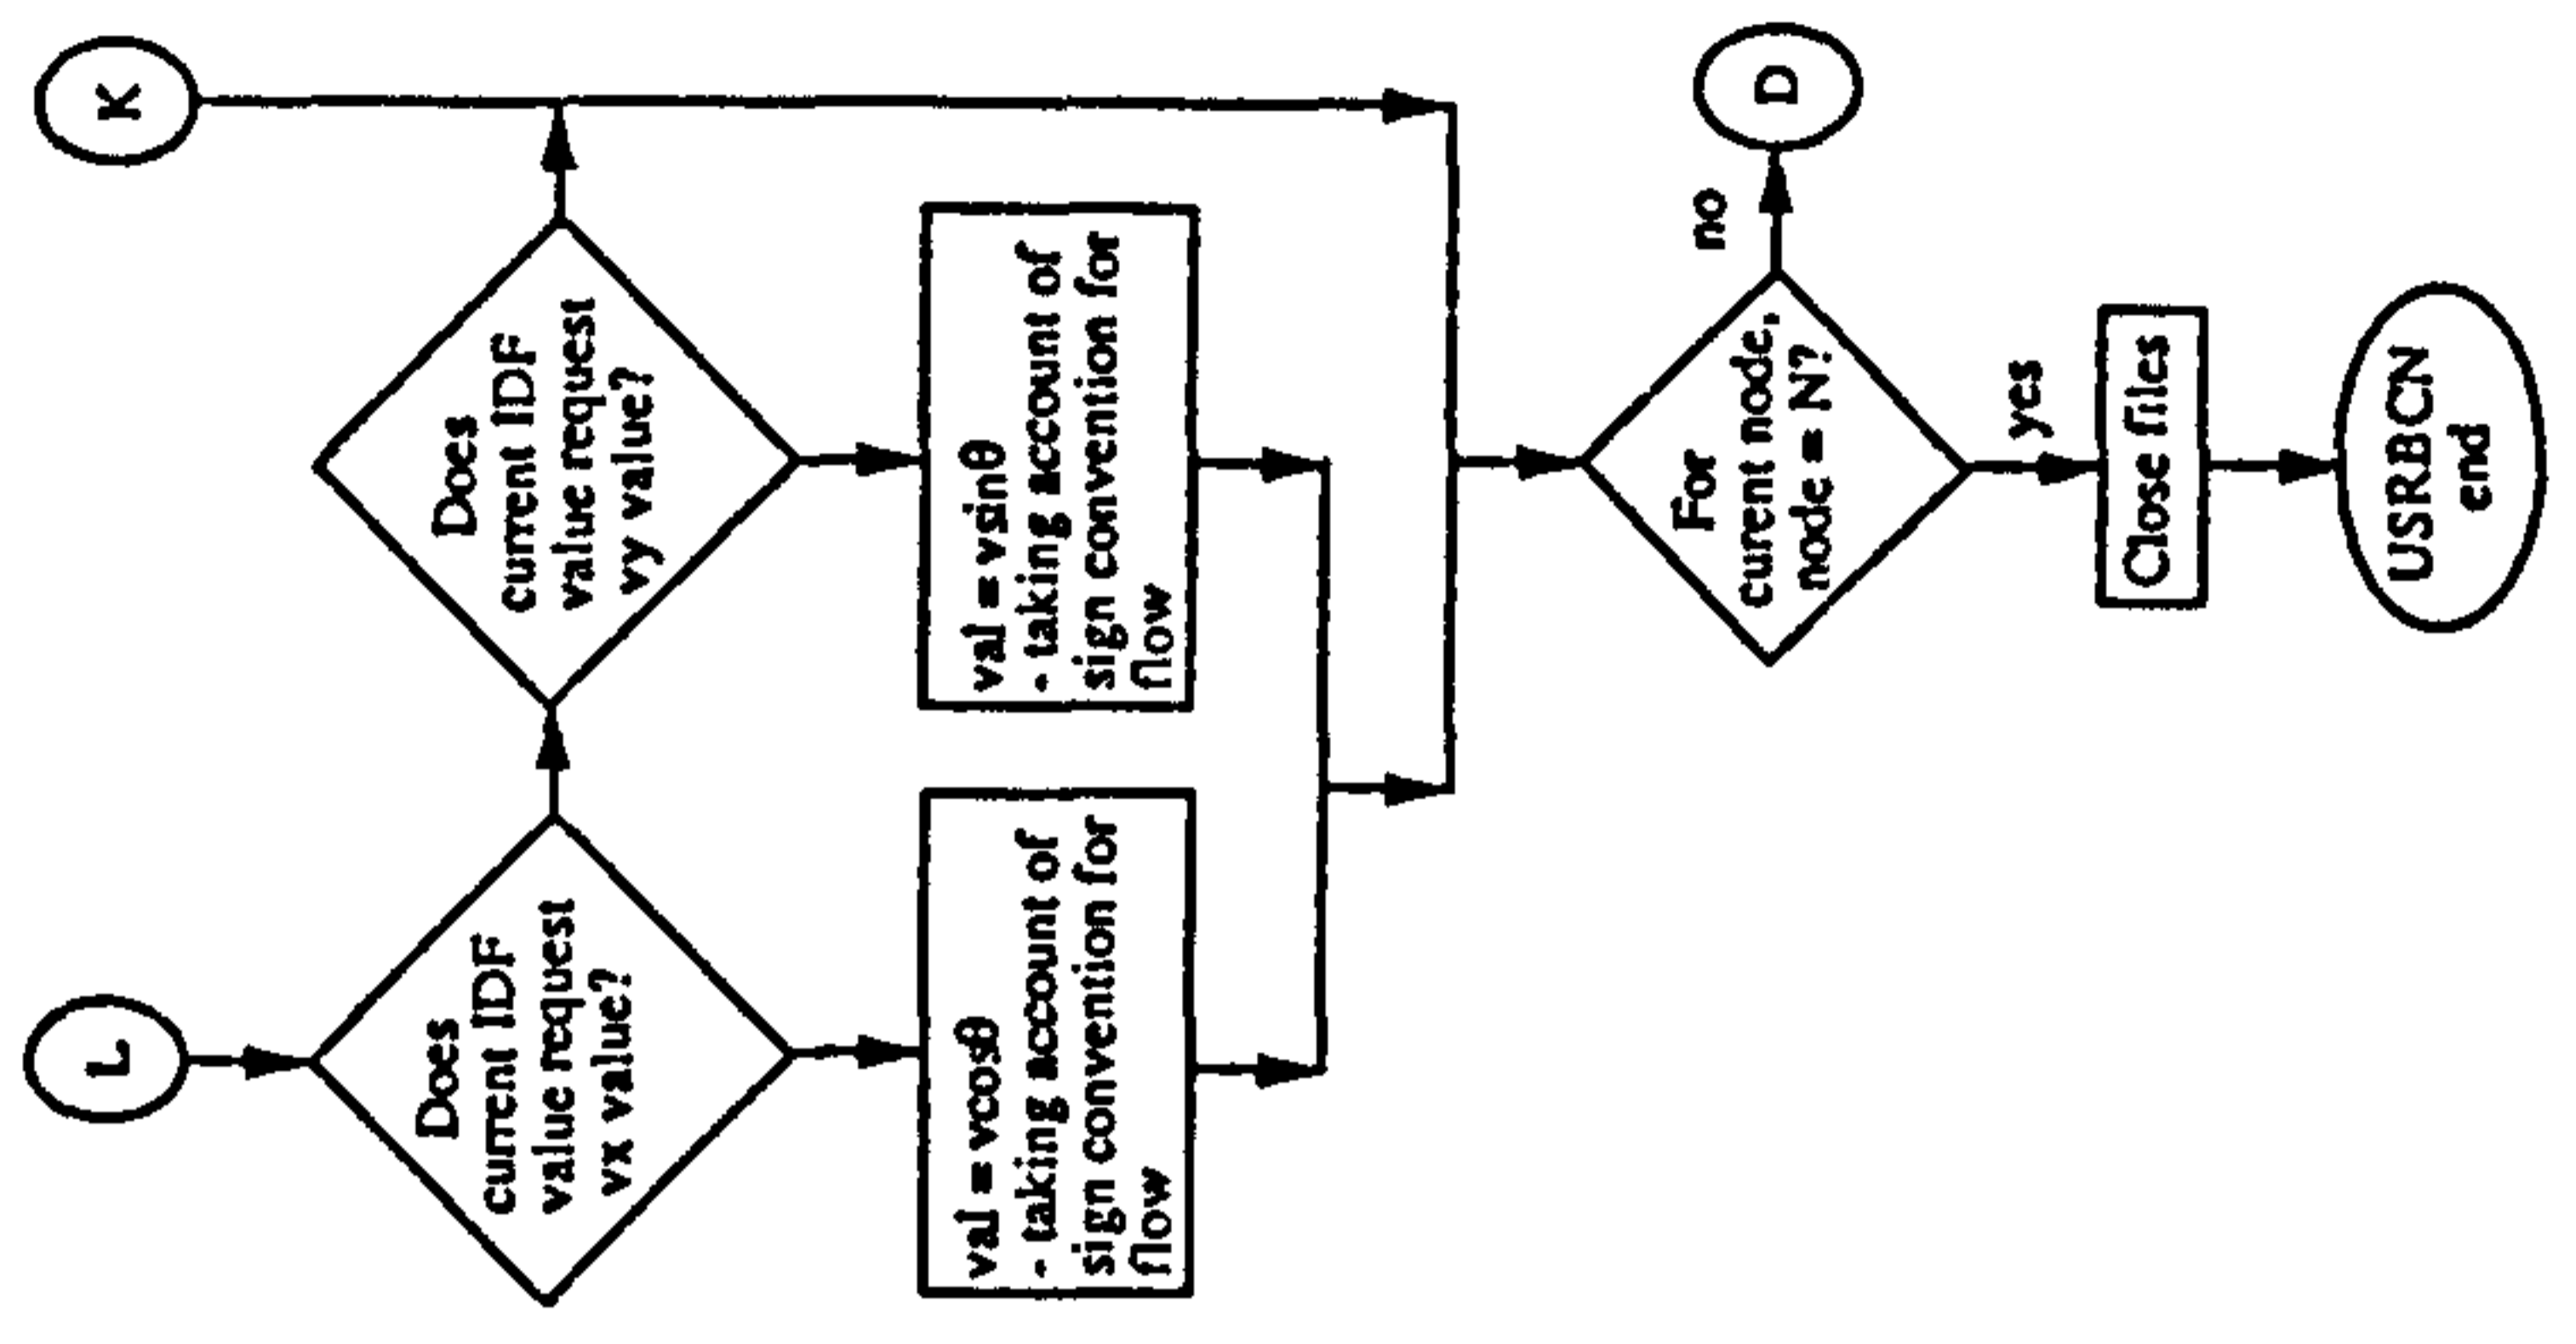 L
K
Does
current IDF
value request
vx value?
Does
current IDF
value request
vy value?
val = vcosθ
- taking account of
sign convention for
flow
val = vsinθ
- taking account of
sign convention for
flow
For
curent node,
node = N?
no
D
yes
Close files
USRBCN
end